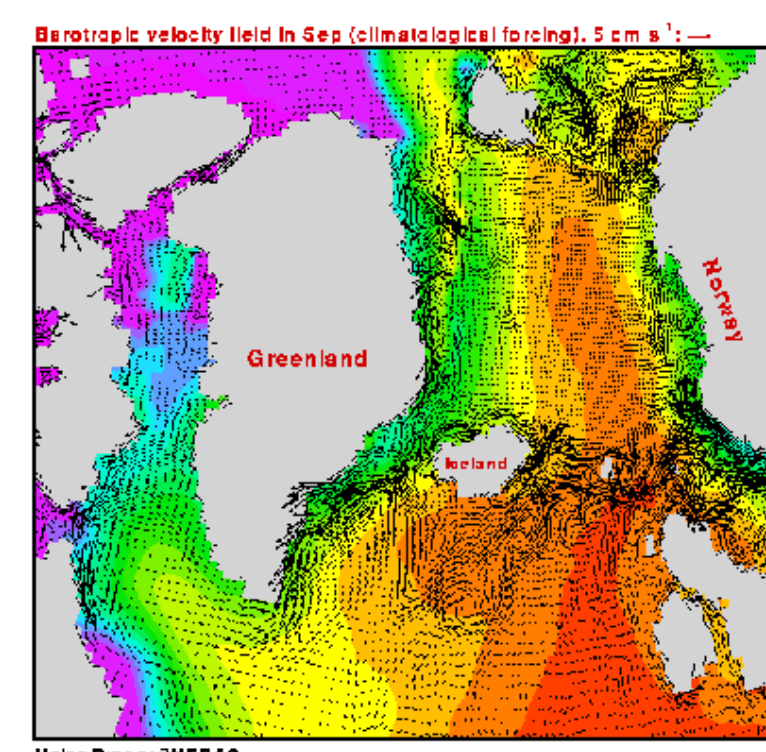 Barotropic velocity field in Sep (climatological forcing). 5 cm s⁻¹: →
Norway
Greenland
Iceland